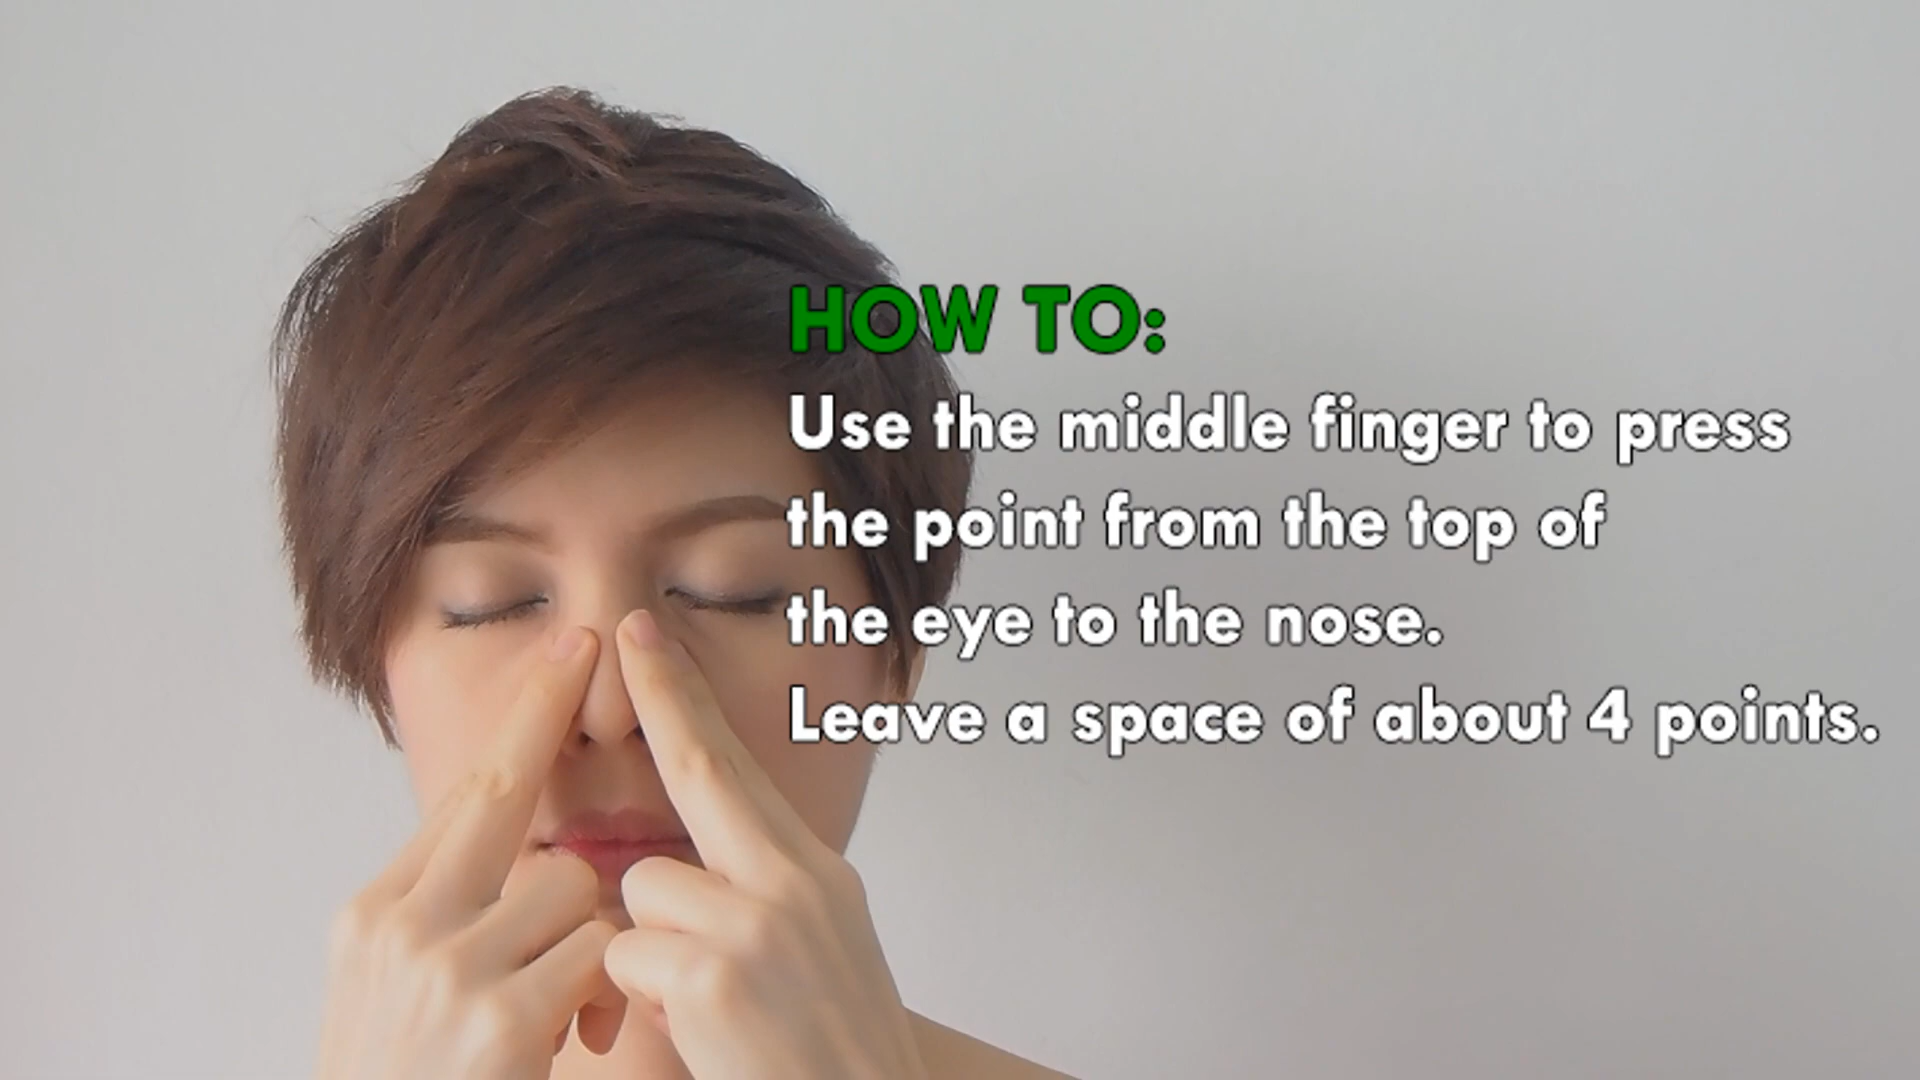 HOW TO:
Use the middle finger to press
the point from the top of
the eye to the nose.
Leave a space of about 4 points.